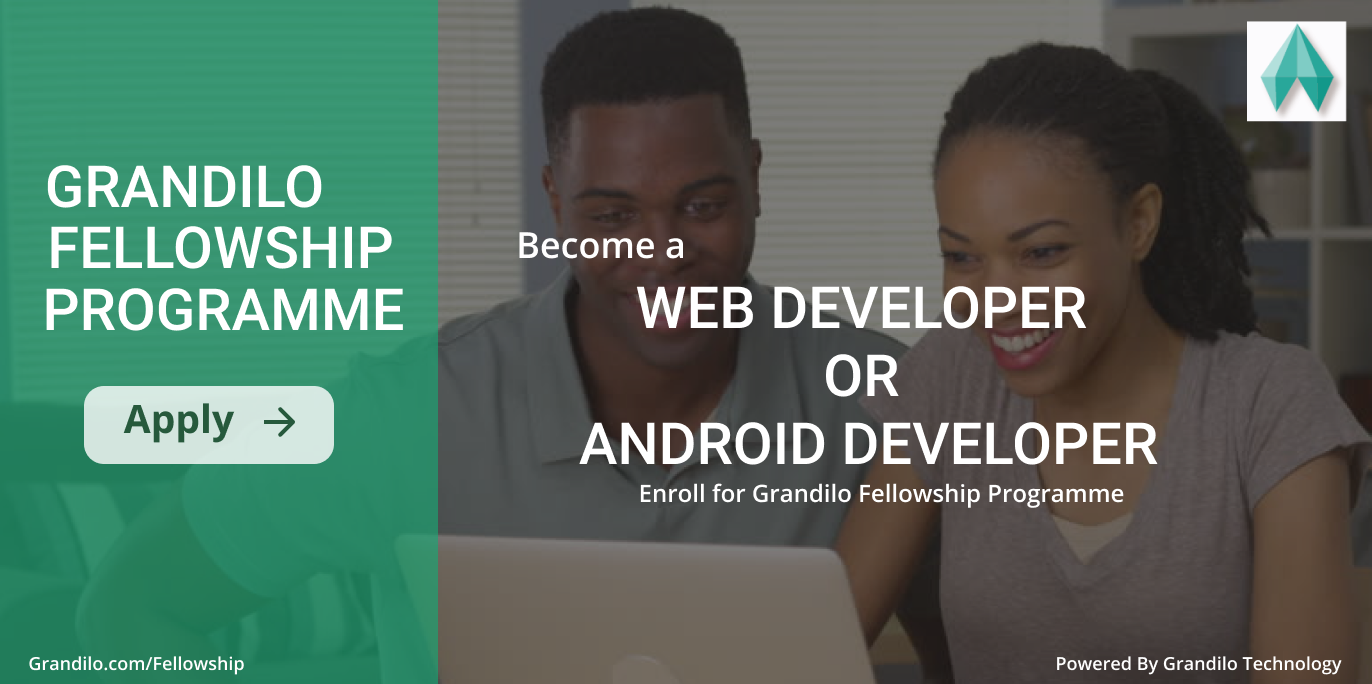 GRANDILO
FELLOWSHIP
PROGRAMME
Apply →
Grandilo.com/Fellowship
Become a
WEB DEVELOPER
OR
ANDROID DEVELOPER
Enroll for Grandilo Fellowship Programme
Powered By Grandilo Technology